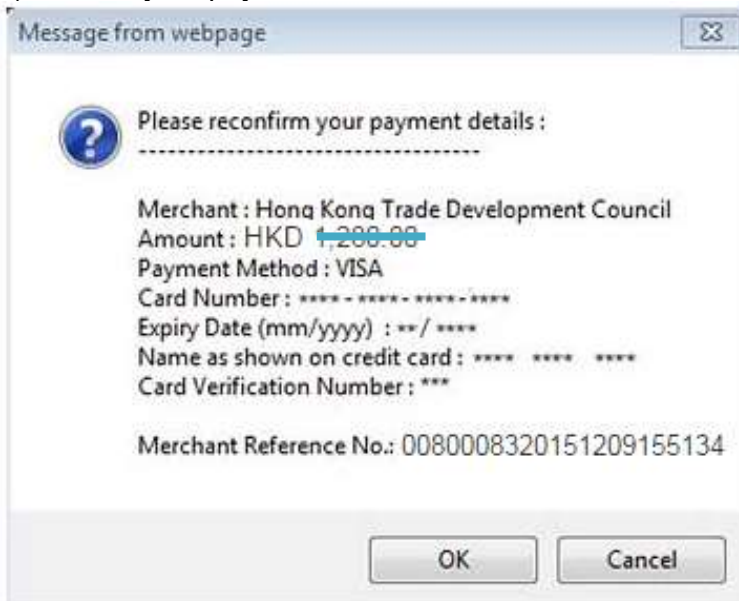 Message from webpage
Please reconfirm your payment details :
-----------------------------------
Merchant : Hong Kong Trade Development Council
Amount : HKD 1,200.00
Payment Method : VISA
Card Number : **** - **** - **** - ****
Expiry Date (mm/yyyy) : ** / ****
Name as shown on credit card : **** **** ****
Card Verification Number : ***
Merchant Reference No.: 0080008320151209155134
OK
Cancel